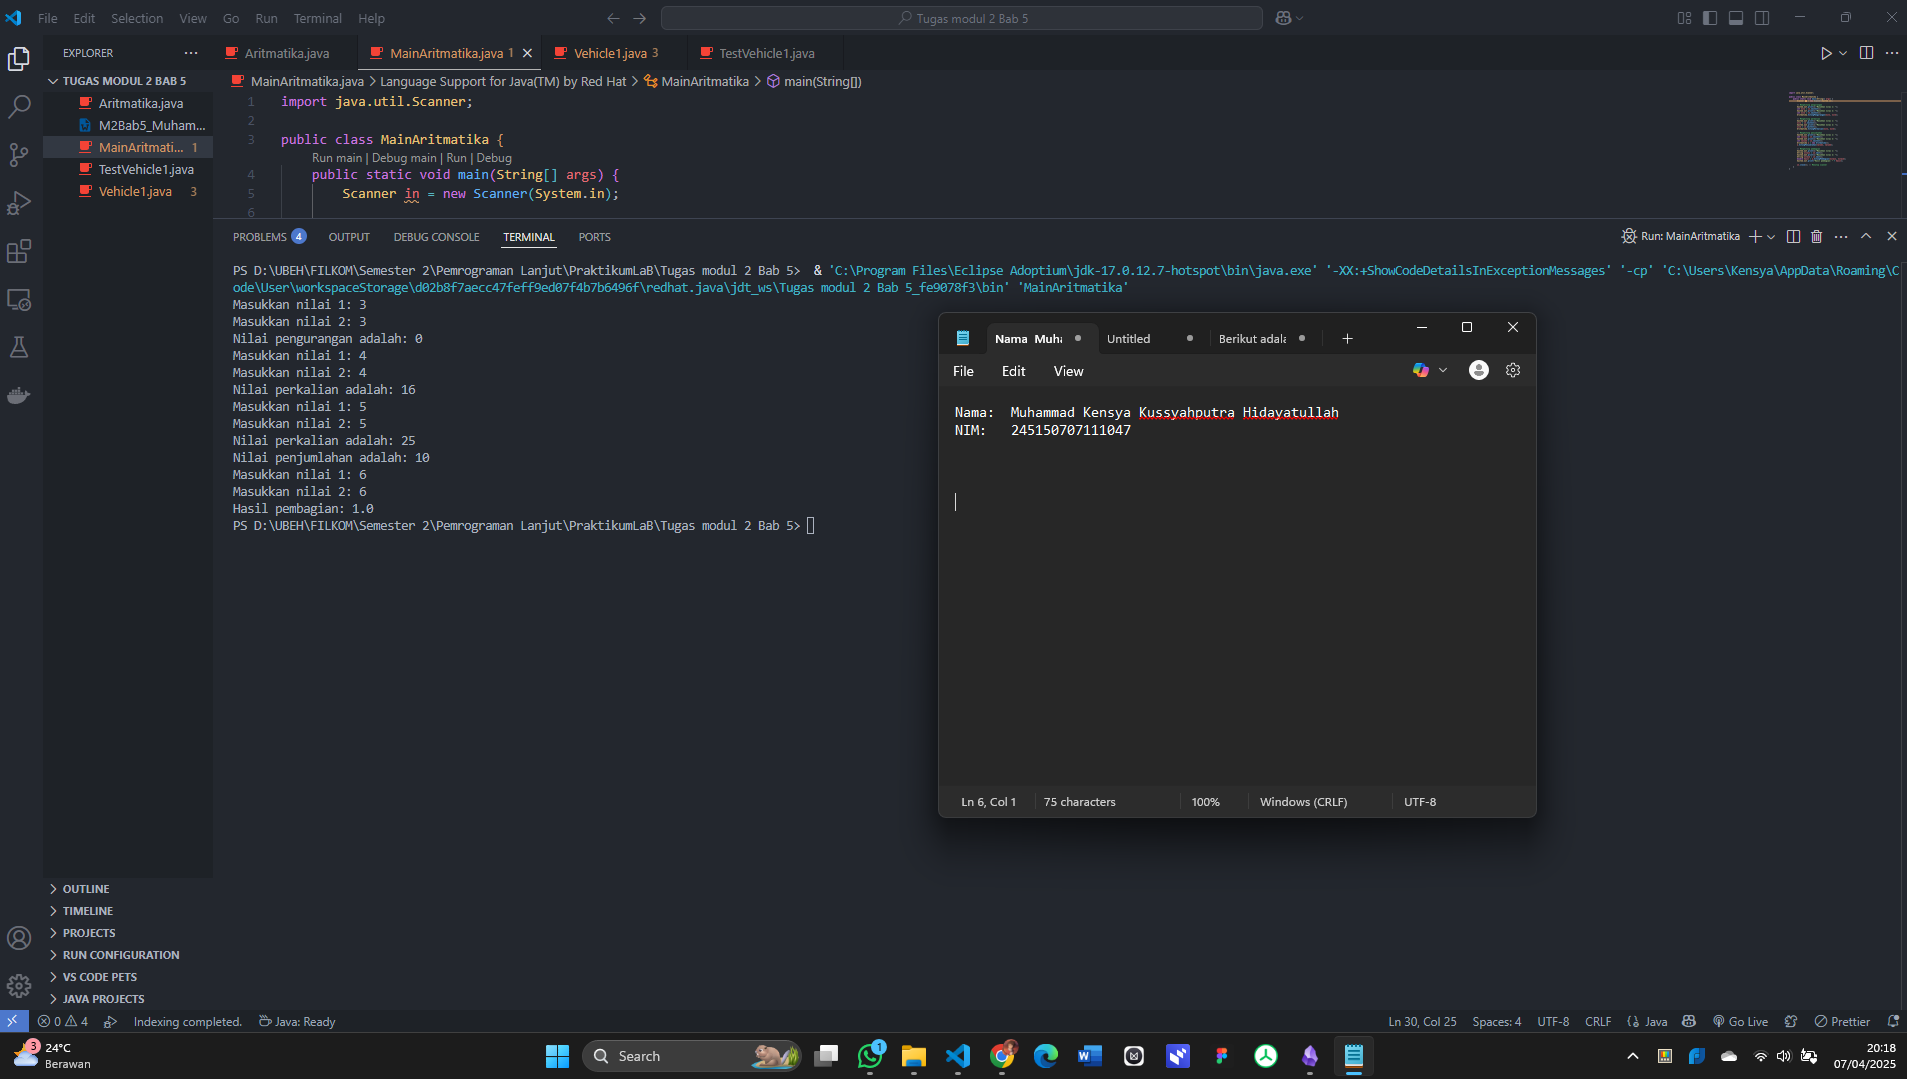 File Edit Selection View Go Run Terminal Help
Tugas modul 2 Bab 5
EXPLORER
Aritmatika.java
MainAritmatika.java 1
Vehicle1.java 3
TestVehicle1.java
TUGAS MODUL 2 BAB 5
Aritmatika.java
M2Bab5_Muham...
MainAritmati... 1
TestVehicle1.java
Vehicle1.java 3
MainAritmatika.java > Language Support for Java(TM) by Red Hat > MainAritmatika > main(String[])
1 import java.util.Scanner;
2
3 public class MainAritmatika {
Run main | Debug main | Run | Debug
4 public static void main(String[] args) {
5 Scanner in = new Scanner(System.in);
6
PROBLEMS 4 OUTPUT DEBUG CONSOLE TERMINAL PORTS
Run: MainAritmatika
PS D:\UBEH\FILKOM\Semester 2\Pemrograman Lanjut\PraktikumLaB\Tugas modul 2 Bab 5> & 'C:\Program Files\Eclipse Adoptium\jdk-17.0.12.7-hotspot\bin\java.exe' '-XX:+ShowCodeDetailsInExceptionMessages' '-cp' 'C:\Users\Kensya\AppData\Roaming\C
ode\User\workspaceStorage\d02b8f7aecc47feff9ed07f4b7b6496f\redhat.java\jdt_ws\Tugas modul 2 Bab 5_fe9078f3\bin' 'MainAritmatika'
Masukkan nilai 1: 3
Masukkan nilai 2: 3
Nilai pengurangan adalah: 0
Masukkan nilai 1: 4
Masukkan nilai 2: 4
Nilai perkalian adalah: 16
Masukkan nilai 1: 5
Masukkan nilai 2: 5
Nilai perkalian adalah: 25
Nilai penjumlahan adalah: 10
Masukkan nilai 1: 6
Masukkan nilai 2: 6
Hasil pembagian: 1.0
PS D:\UBEH\FILKOM\Semester 2\Pemrograman Lanjut\PraktikumLaB\Tugas modul 2 Bab 5>
Nama Muh
Untitled
Berikut adal
File Edit View
Nama: Muhammad Kensya Kussyahputra Hidayatullah
NIM: 245150707111047
Ln 6, Col 1
75 characters
100%
Windows (CRLF)
UTF-8
OUTLINE
TIMELINE
PROJECTS
RUN CONFIGURATION
VS CODE PETS
JAVA PROJECTS
0 4 Indexing completed. Java: Ready
Ln 30, Col 25 Spaces: 4 UTF-8 CRLF {} Java Go Live Prettier
3
24°C
Berawan
Search
1
20:18
07/04/2025